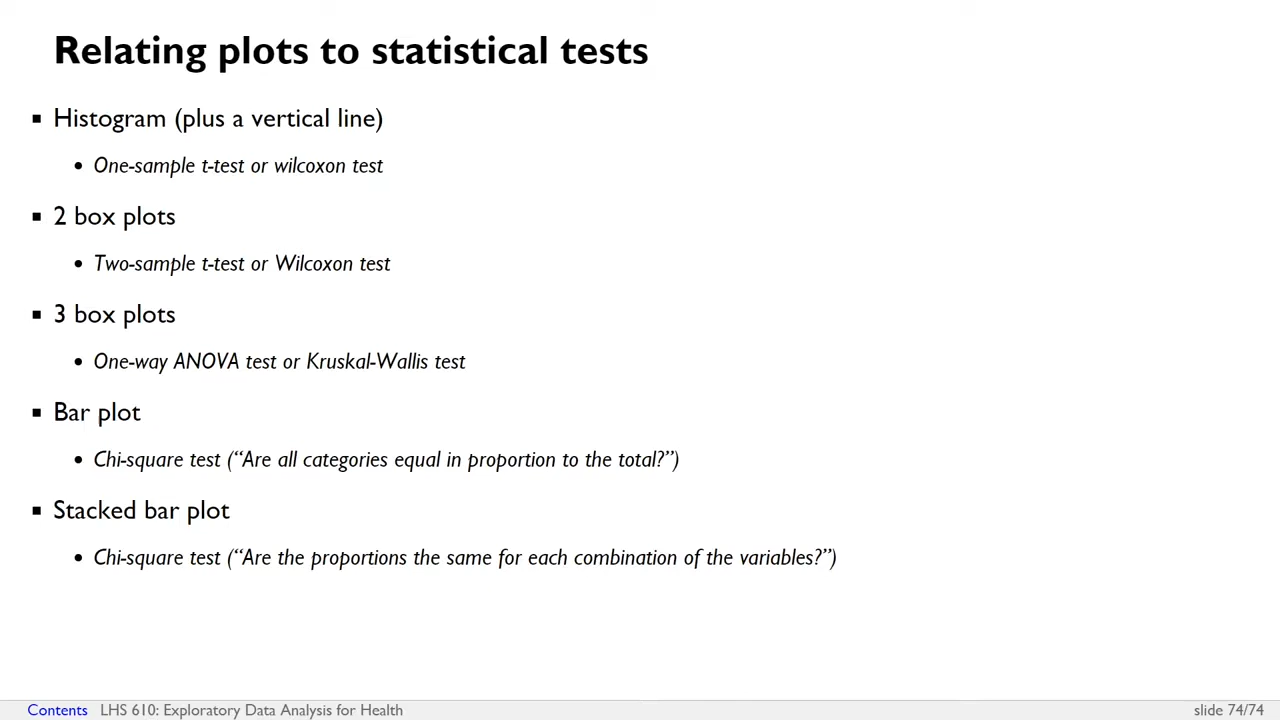 Relating plots to statistical tests
▪ Histogram (plus a vertical line)
• One-sample t-test or wilcoxon test
▪ 2 box plots
• Two-sample t-test or Wilcoxon test
▪ 3 box plots
• One-way ANOVA test or Kruskal-Wallis test
▪ Bar plot
• Chi-square test (“Are all categories equal in proportion to the total?”)
▪ Stacked bar plot
• Chi-square test (“Are the proportions the same for each combination of the variables?”)
Contents LHS 610: Exploratory Data Analysis for Health slide 74/74